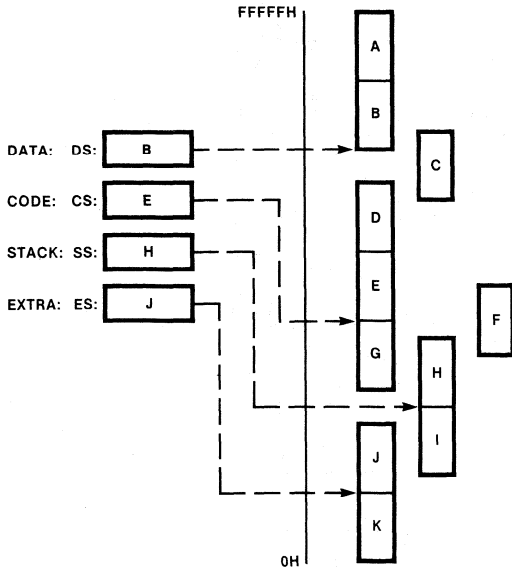 FFFFFH
A
B
DATA: DS: B
C
CODE: CS: E
D
STACK: SS: H
E
EXTRA: ES: J
F
G
H
I
J
K
0H